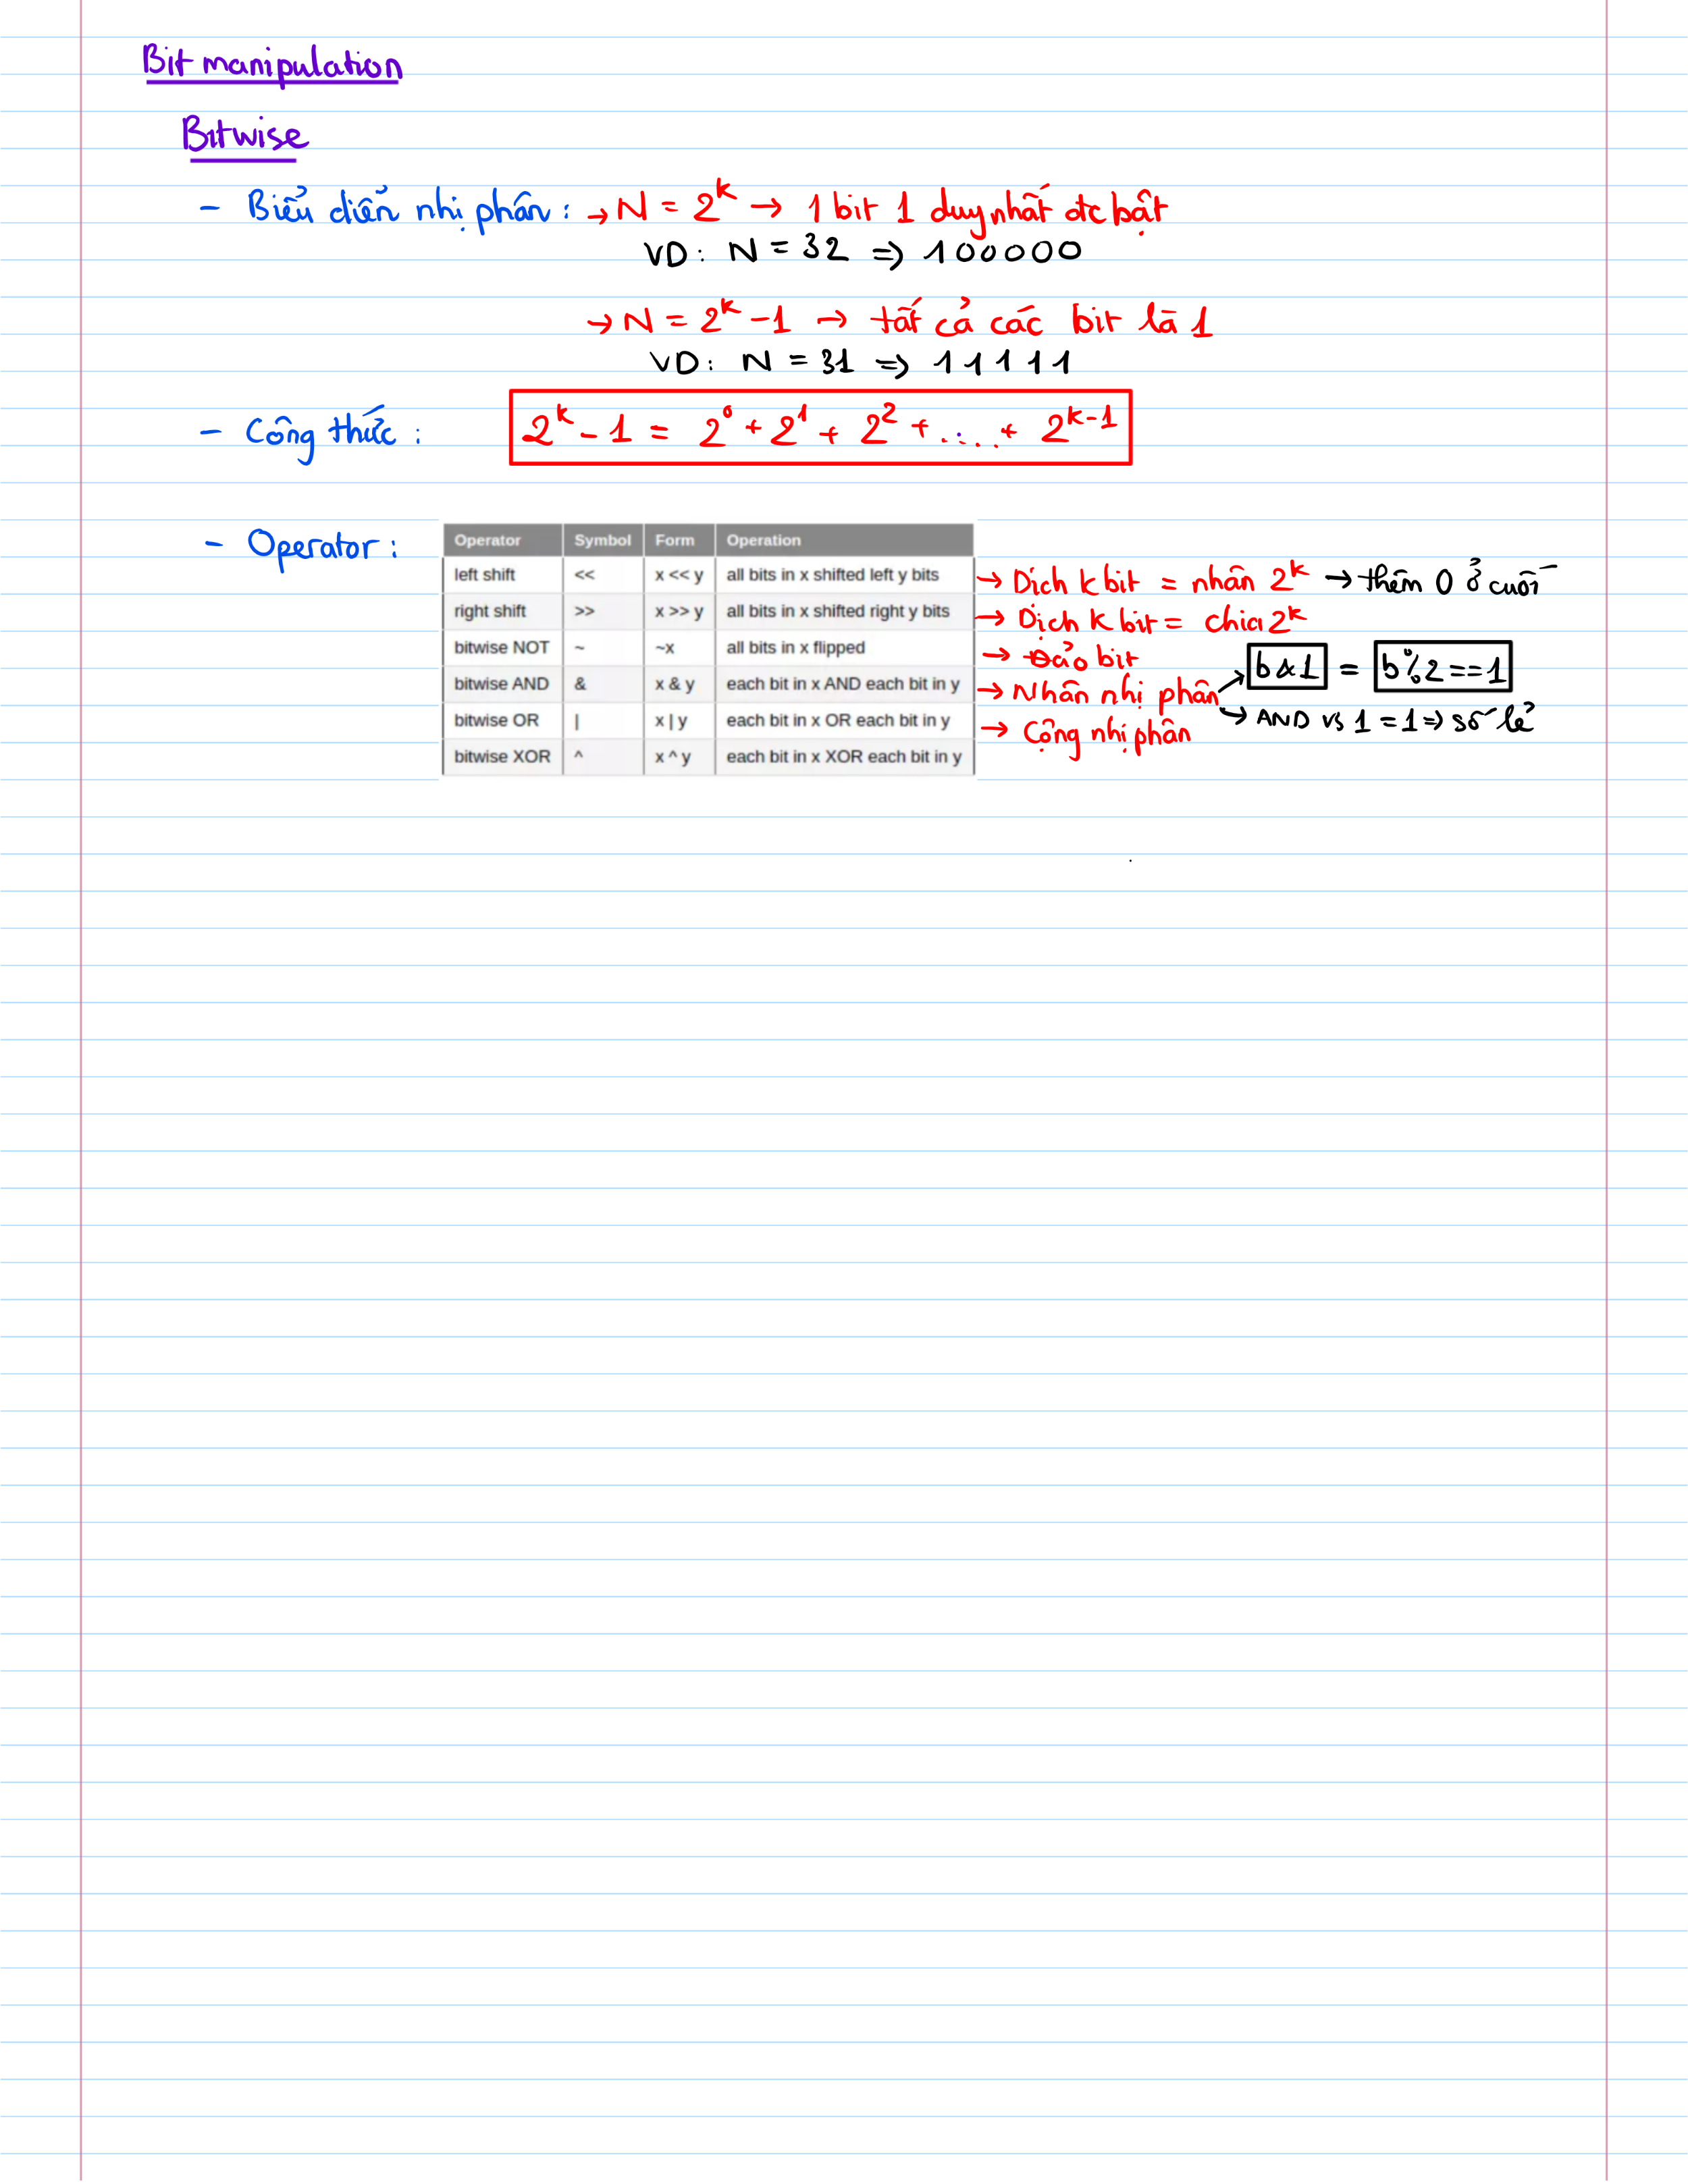 Bit manipulation
Bitwise
- Biểu diễn nhị phân : → N = 2^k → 1 bit 1 duy nhất đc bật
VD: N = 32 => 100000
→ N = 2^k - 1 → tất cả các bit là 1
VD: N = 31 => 11111
- Công thức : 2^k - 1 = 2^0 + 2^1 + 2^2 + ..... + 2^k-1
- Operator :
Operator Symbol Form Operation
left shift << x << y all bits in x shifted left y bits → Dịch k bit = nhân 2^k → thêm 0 ở cuối
right shift >> x >> y all bits in x shifted right y bits → Dịch k bit = chia 2^k
bitwise NOT ~ ~x all bits in x flipped → Đảo bit
bitwise AND & x & y each bit in x AND each bit in y → Nhân nhị phân → b & 1 = b % 2 == 1
→ AND vs 1 = 1 => số lẻ
bitwise OR | x | y each bit in x OR each bit in y → Cộng nhị phân
bitwise XOR ^ x ^ y each bit in x XOR each bit in y